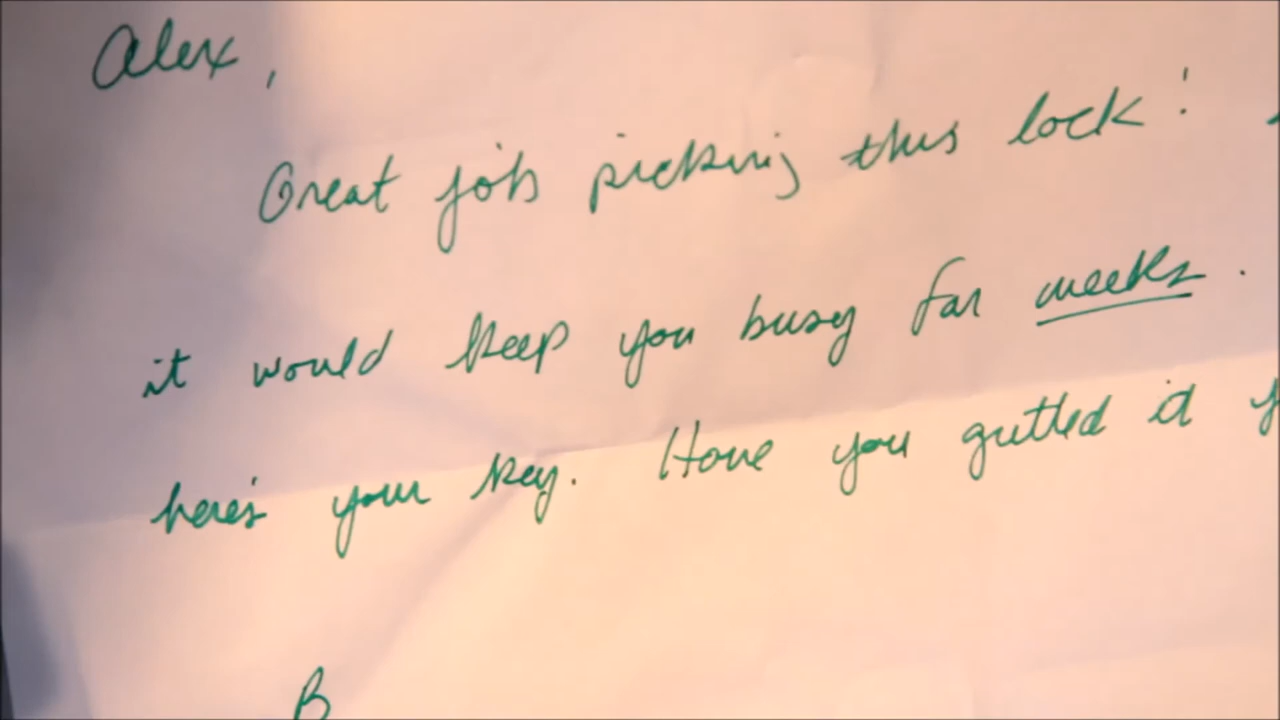 Alex,
Great job picking this lock!
it would keep you busy for weeks.
here's your key. Have you gutted it
B